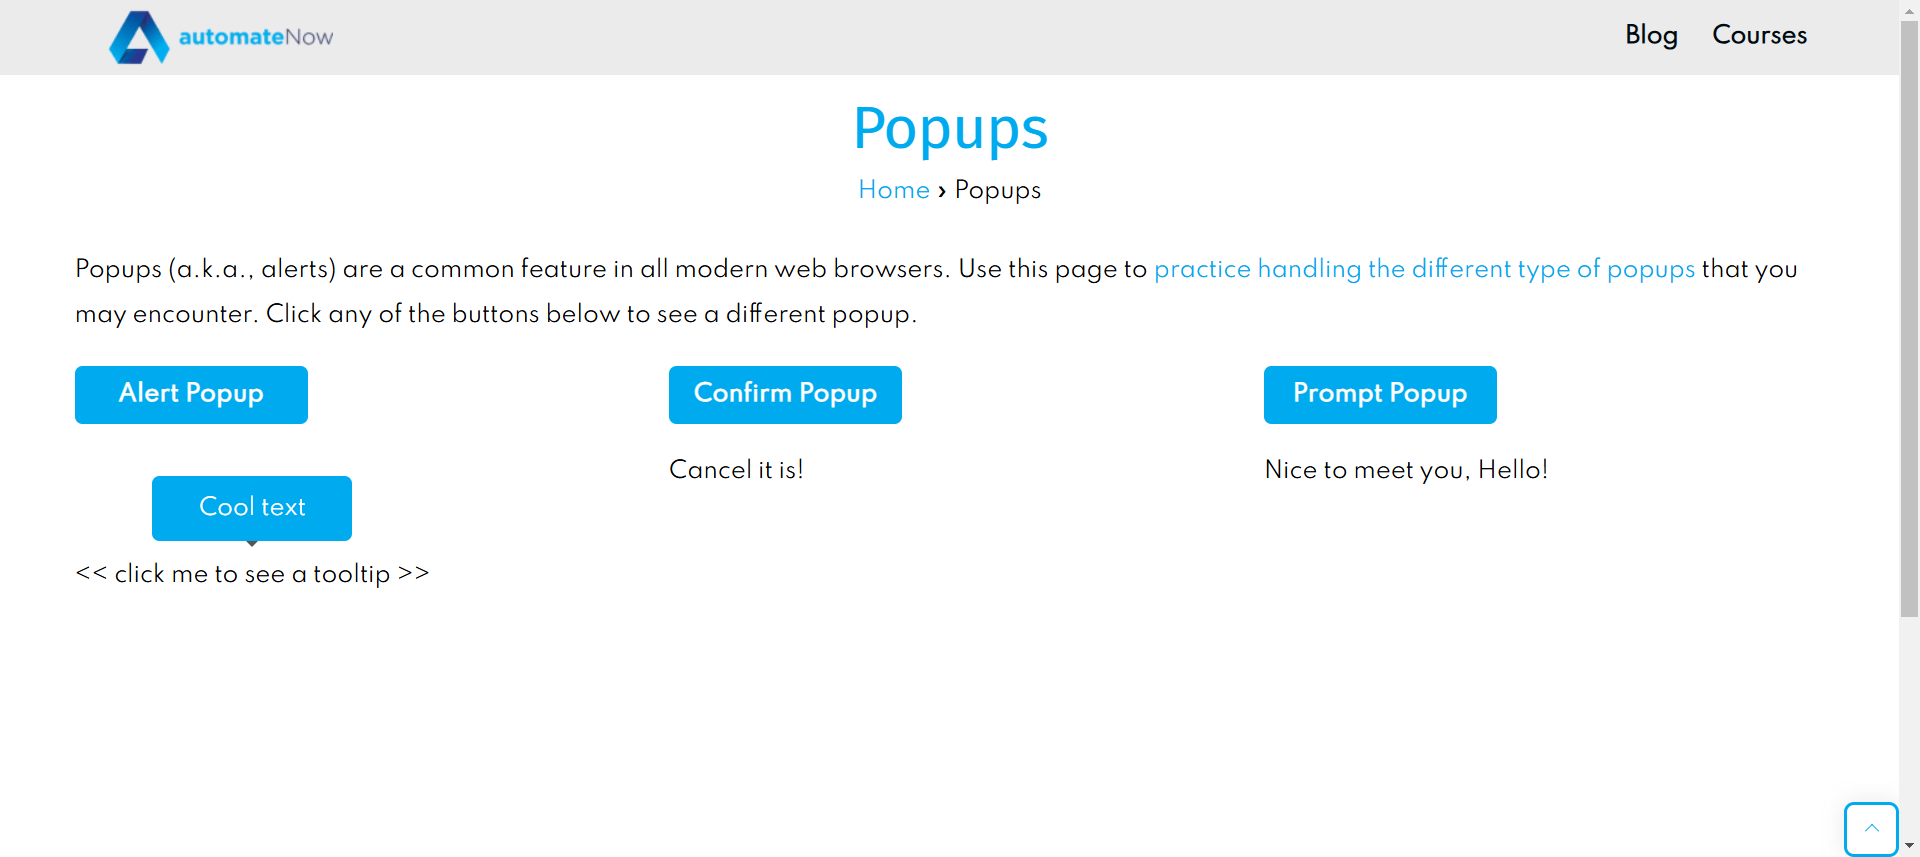 automateNow
Blog Courses
Popups
Home › Popups
Popups (a.k.a., alerts) are a common feature in all modern web browsers. Use this page to practice handling the different type of popups that you
may encounter. Click any of the buttons below to see a different popup.
Alert Popup
Confirm Popup
Prompt Popup
Cancel it is!
Nice to meet you, Hello!
Cool text
<< click me to see a tooltip >>